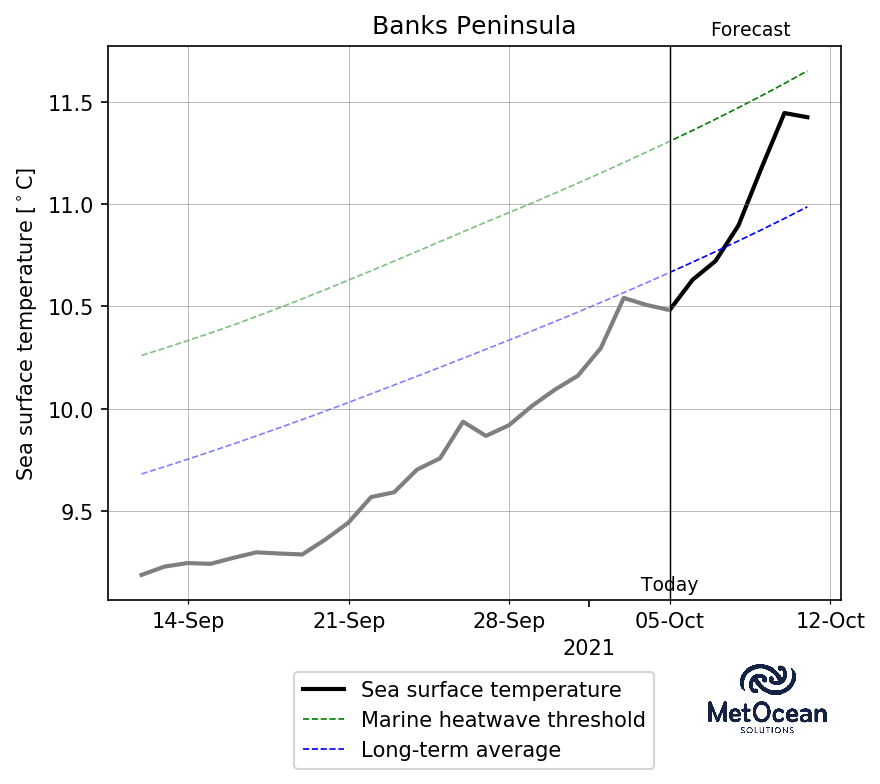 Banks Peninsula
Forecast
Sea surface temperature [°C]
11.5
11.0
10.5
10.0
9.5
Today
14-Sep 21-Sep 28-Sep 05-Oct 12-Oct
2021
Sea surface temperature
Marine heatwave threshold
Long-term average
MetOcean
SOLUTIONS